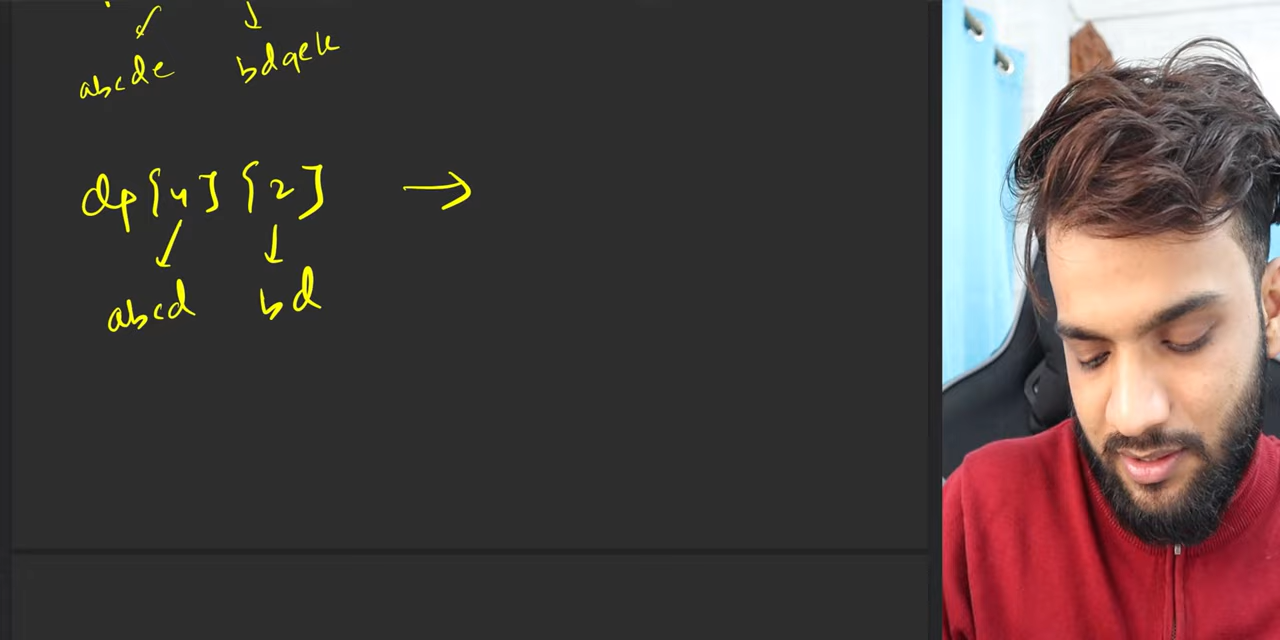 abcde bdgek
dp[4] [2] →
abcd bd